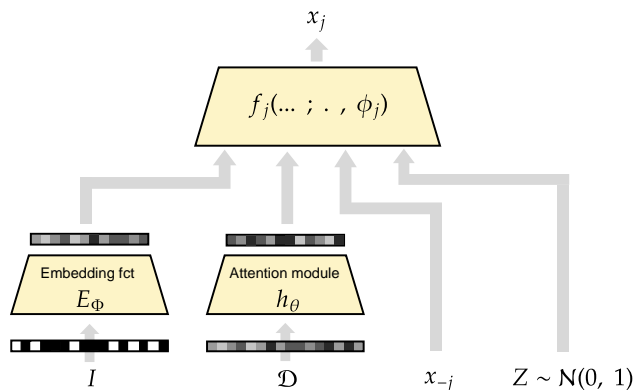 x_j
f_j(... ; . , ϕ_j)
Embedding fct
E_Φ
Attention module
h_θ
I
𝒟
x_{−j}
Z ∼ N(0, 1)